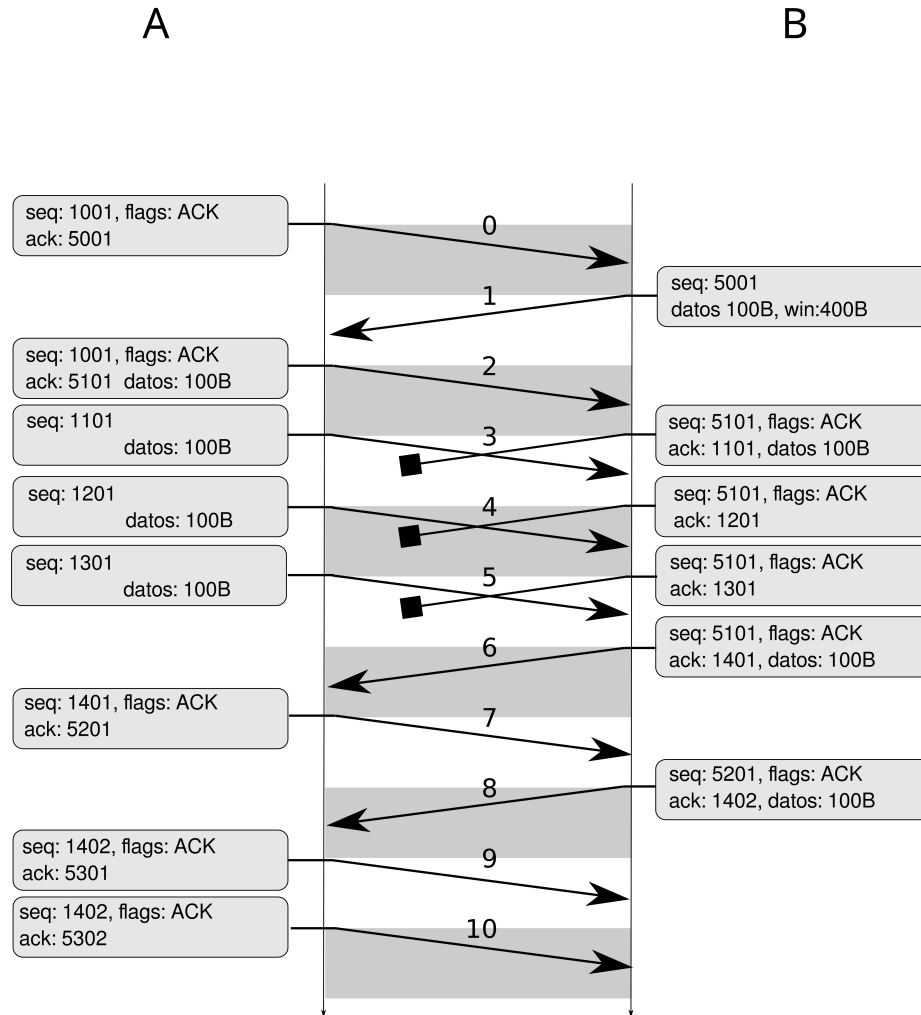 A
B
seq: 1001, flags: ACK
ack: 5001
0
1
seq: 5001
datos 100B, win:400B
seq: 1001, flags: ACK
ack: 5101 datos: 100B
2
seq: 1101
datos: 100B
3
seq: 5101, flags: ACK
ack: 1101, datos 100B
seq: 1201
datos: 100B
4
seq: 5101, flags: ACK
ack: 1201
seq: 1301
datos: 100B
5
seq: 5101, flags: ACK
ack: 1301
6
seq: 5101, flags: ACK
ack: 1401, datos: 100B
seq: 1401, flags: ACK
ack: 5201
7
8
seq: 5201, flags: ACK
ack: 1402, datos: 100B
seq: 1402, flags: ACK
ack: 5301
9
seq: 1402, flags: ACK
ack: 5302
10